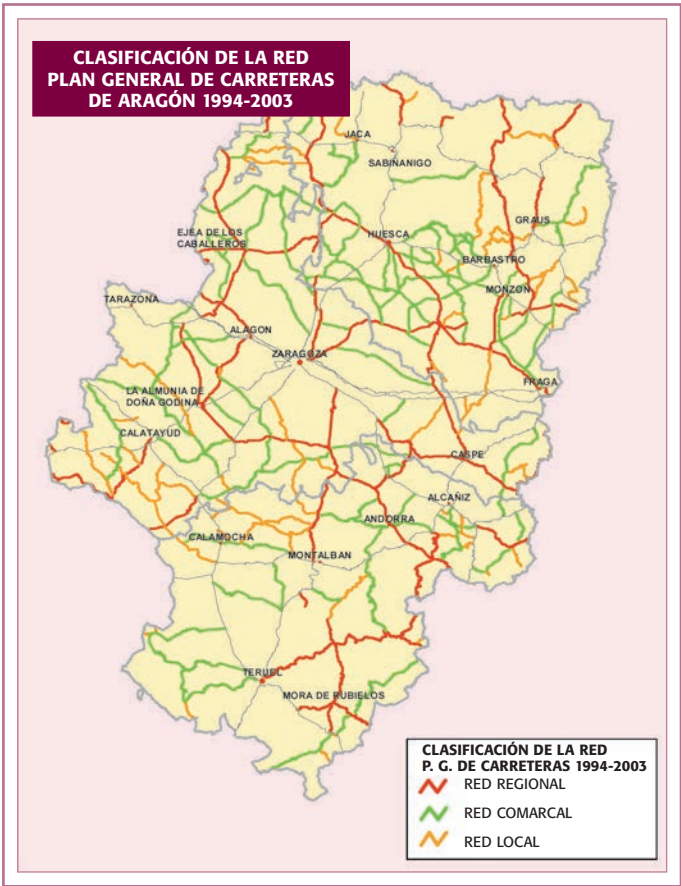 CLASIFICACIÓN DE LA RED
PLAN GENERAL DE CARRETERAS
DE ARAGÓN 1994-2003
JACA
SABIÑANIGO
GRAUS
EJEA DE LOS
CABALLEROS
HUESCA
BARBASTRO
MONZON
TARAZONA
ALAGON
ZARAGOZA
FRAGA
LA ALMUNIA DE
DOÑA GODINA
CALATAYUD
CASPE
ALCAÑIZ
ANDORRA
CALAMOCHA
MONTALBAN
TERUEL
MORA DE RUBIELOS
CLASIFICACIÓN DE LA RED
P. G. DE CARRETERAS 1994-2003
RED REGIONAL
RED COMARCAL
RED LOCAL